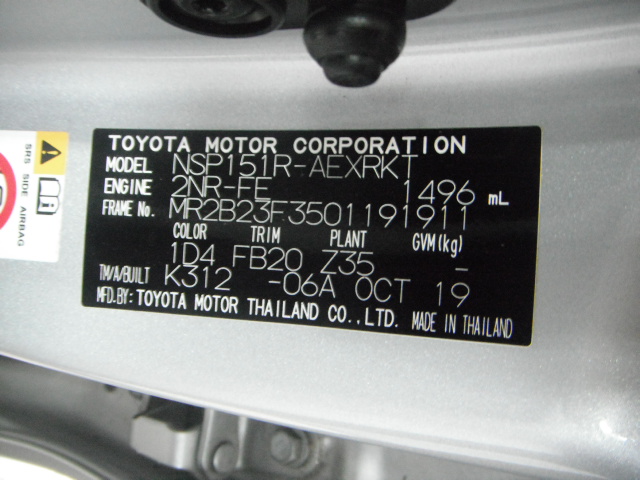 TOYOTA MOTOR CORPORATION
MODEL NSP151R-AEXRKT
ENGINE 2NR-FE 1496 mL
FRAME No. MR2B23F3501191911
COLOR TRIM PLANT GVM(kg)
1D4 FB20 Z35 -
TM/A/BUILT K312 -06A OCT 19
MFD.BY: TOYOTA MOTOR THAILAND CO., LTD. MADE IN THAILAND
SRS SIDE AIRBAG